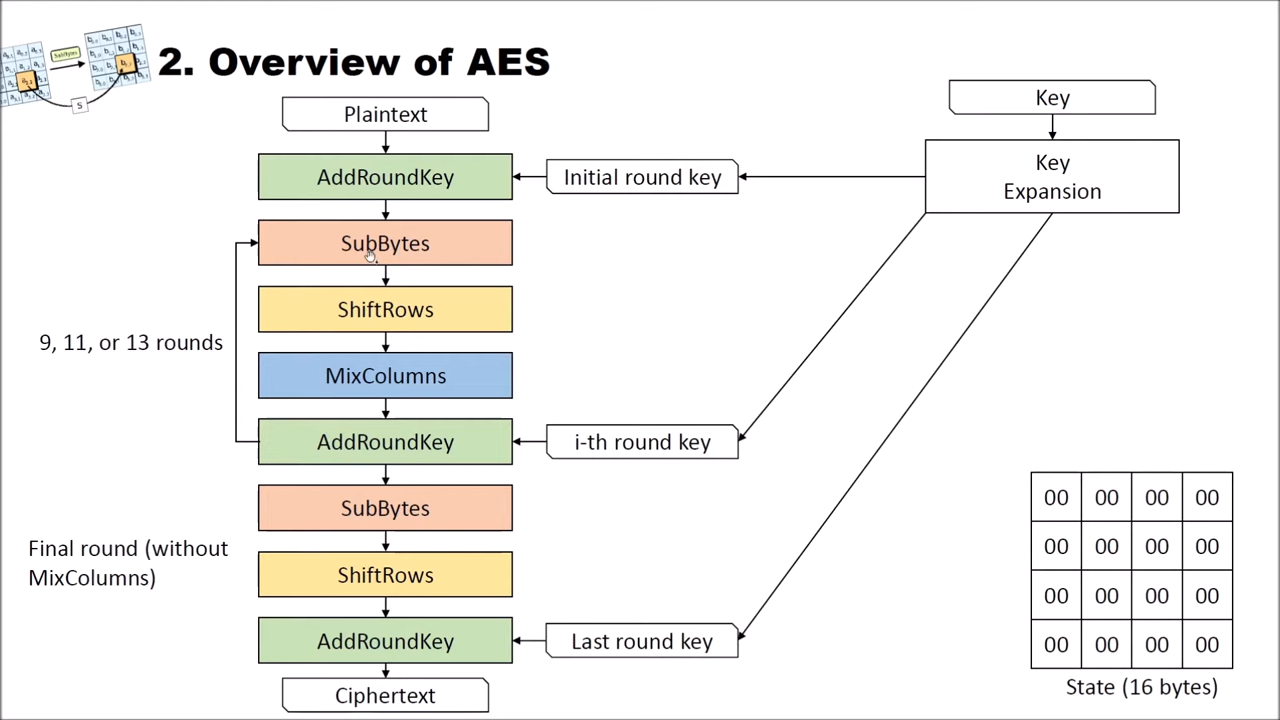 2. Overview of AES
SubBytes
S
Plaintext
Key
AddRoundKey
Initial round key
Key
Expansion
SubBytes
ShiftRows
9, 11, or 13 rounds
MixColumns
AddRoundKey
i-th round key
SubBytes
Final round (without
MixColumns)
ShiftRows
AddRoundKey
Last round key
Ciphertext
00 00 00 00
00 00 00 00
00 00 00 00
00 00 00 00
State (16 bytes)